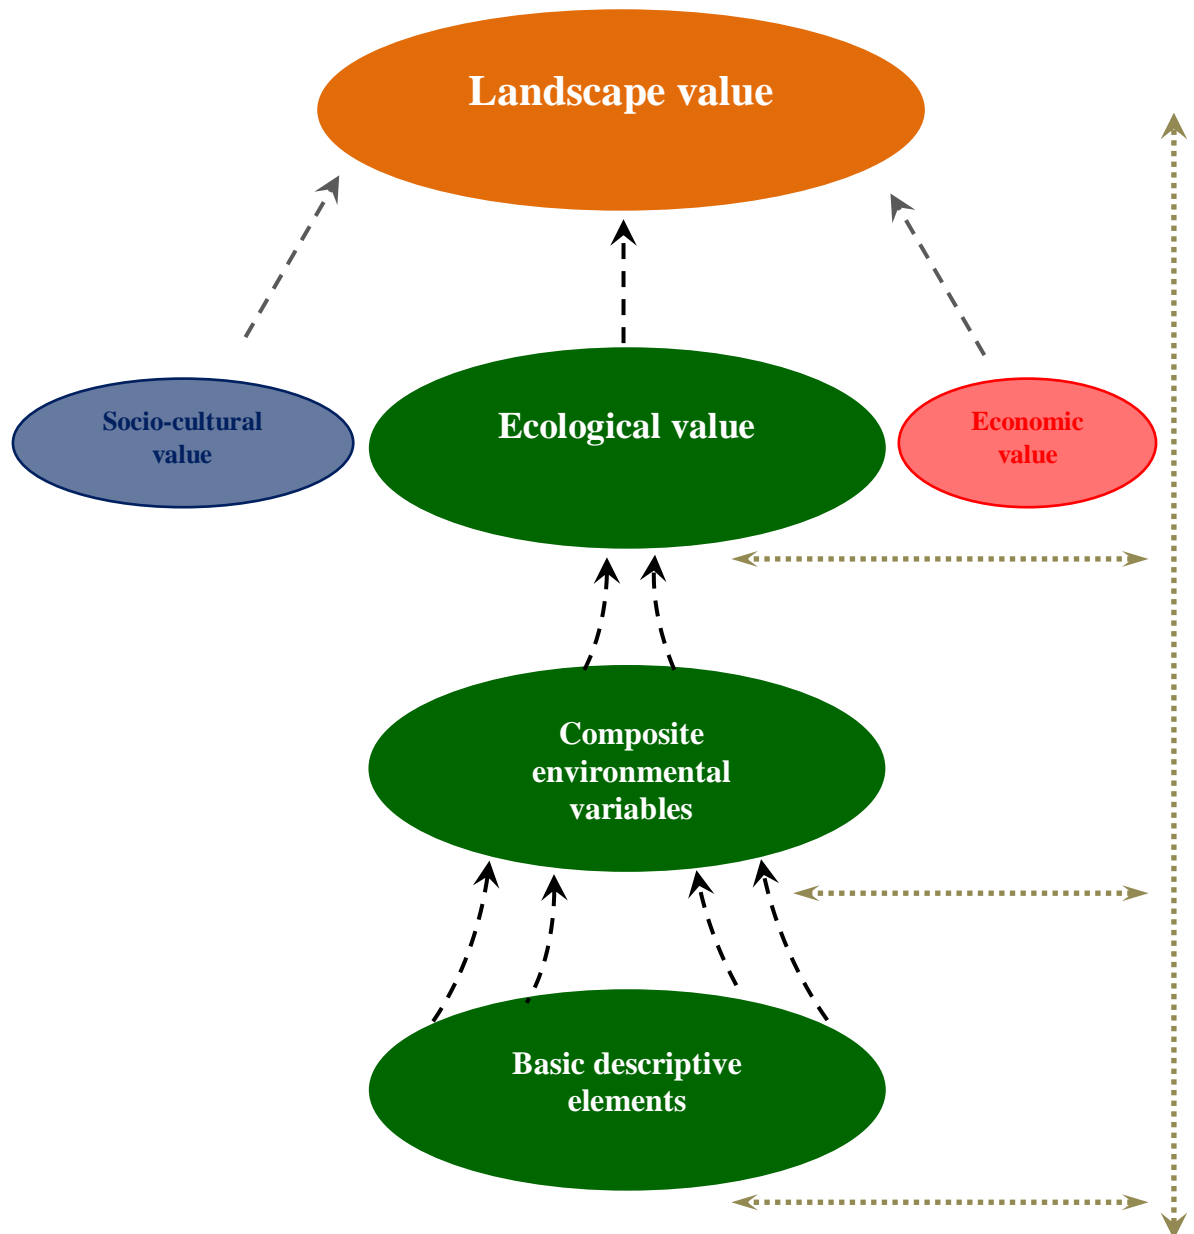 Landscape value
Socio-cultural
value
Ecological value
Economic
value
Composite
environmental
variables
Basic descriptive
elements